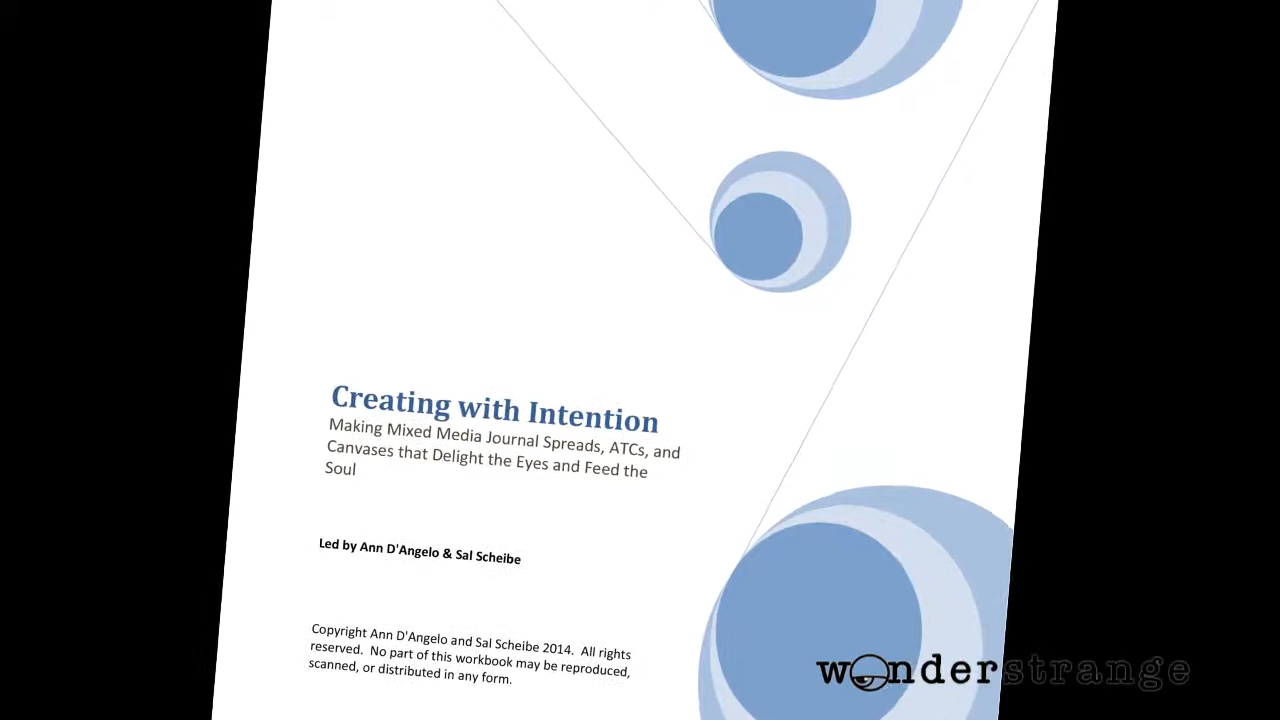 Creating with Intention
Making Mixed Media Journal Spreads, ATCs, and
Canvases that Delight the Eyes and Feed the
Soul
Led by Ann D'Angelo & Sal Scheibe
Copyright Ann D'Angelo and Sal Scheibe 2014.  All rights
reserved.  No part of this workbook may be reproduced,
scanned, or distributed in any form.
wonderstrange